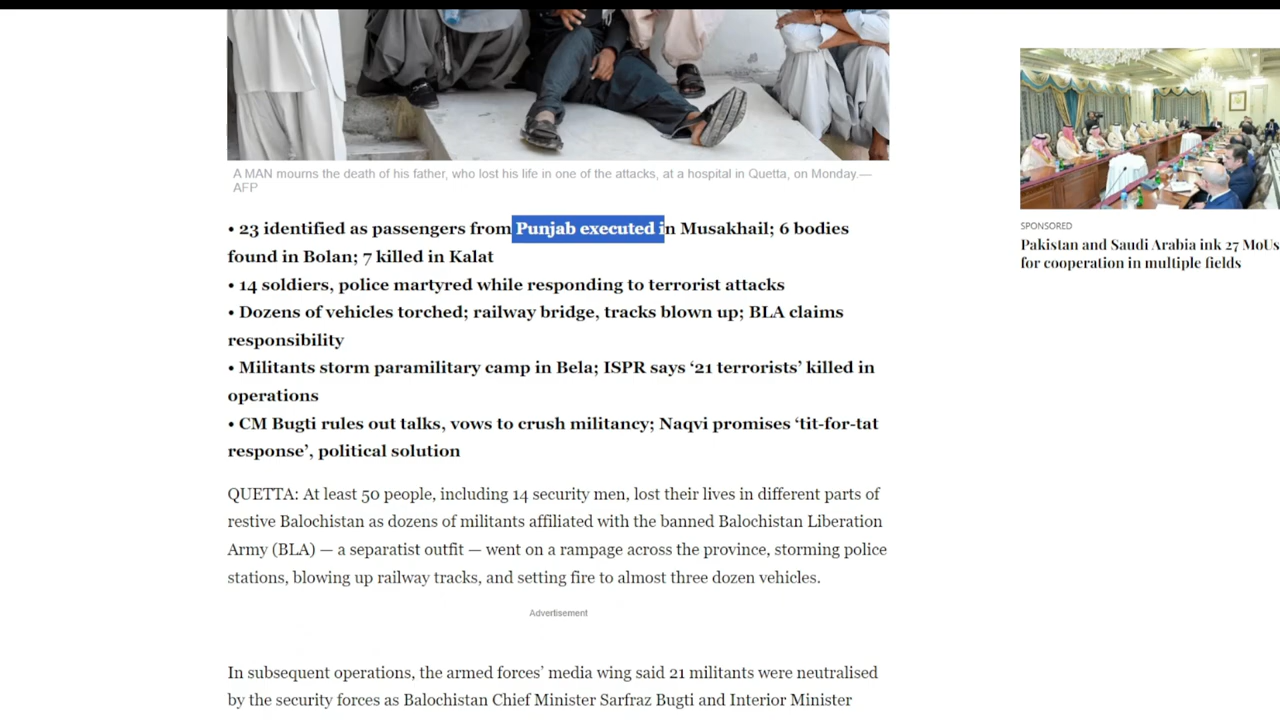 A MAN mourns the death of his father, who lost his life in one of the attacks, at a hospital in Quetta, on Monday.—
AFP
• 23 identified as passengers from Punjab executed in Musakhail; 6 bodies
found in Bolan; 7 killed in Kalat
• 14 soldiers, police martyred while responding to terrorist attacks
• Dozens of vehicles torched; railway bridge, tracks blown up; BLA claims
responsibility
• Militants storm paramilitary camp in Bela; ISPR says ‘21 terrorists’ killed in
operations
• CM Bugti rules out talks, vows to crush militancy; Naqvi promises ‘tit-for-tat
response’, political solution
QUETTA: At least 50 people, including 14 security men, lost their lives in different parts of
restive Balochistan as dozens of militants affiliated with the banned Balochistan Liberation
Army (BLA) — a separatist outfit — went on a rampage across the province, storming police
stations, blowing up railway tracks, and setting fire to almost three dozen vehicles.
Advertisement
In subsequent operations, the armed forces’ media wing said 21 militants were neutralised
by the security forces as Balochistan Chief Minister Sarfraz Bugti and Interior Minister
SPONSORED
Pakistan and Saudi Arabia ink 27 MoUs
for cooperation in multiple fields